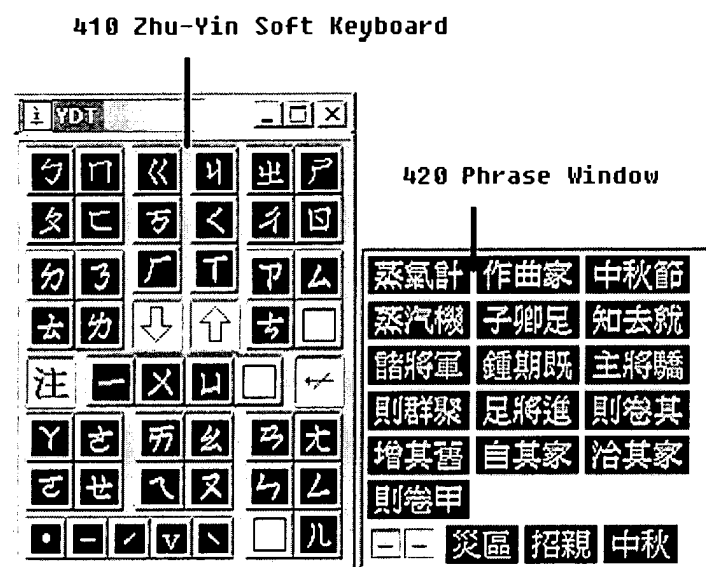 410 Zhu-Yin Soft Keyboard
注 YDT
ㄅ ㄇ ㄍ ㄐ ㄓ ㄕ
ㄆ ㄈ ㄎ ㄑ ㄔ ㄖ
ㄉ ㄋ ㄏ ㄒ ㄗ ㄙ
ㄊ ㄌ ⇩ ⇧ ㄘ
注 ㄧ ㄨ ㄩ
ㄚ ㄜ ㄞ ㄠ ㄢ ㄤ
ㄛ ㄝ ㄟ ㄡ ㄣ ㄥ
• - ˊ v ˋ ㄦ
420 Phrase Window
蒸氣計 作曲家 中秋節
蒸汽機 子卿足 知去就
諸將軍 鍾期既 主將驕
則群聚 足將進 則卷其
增其舊 自其家 治其家
則卷甲
災區 招親 中秋